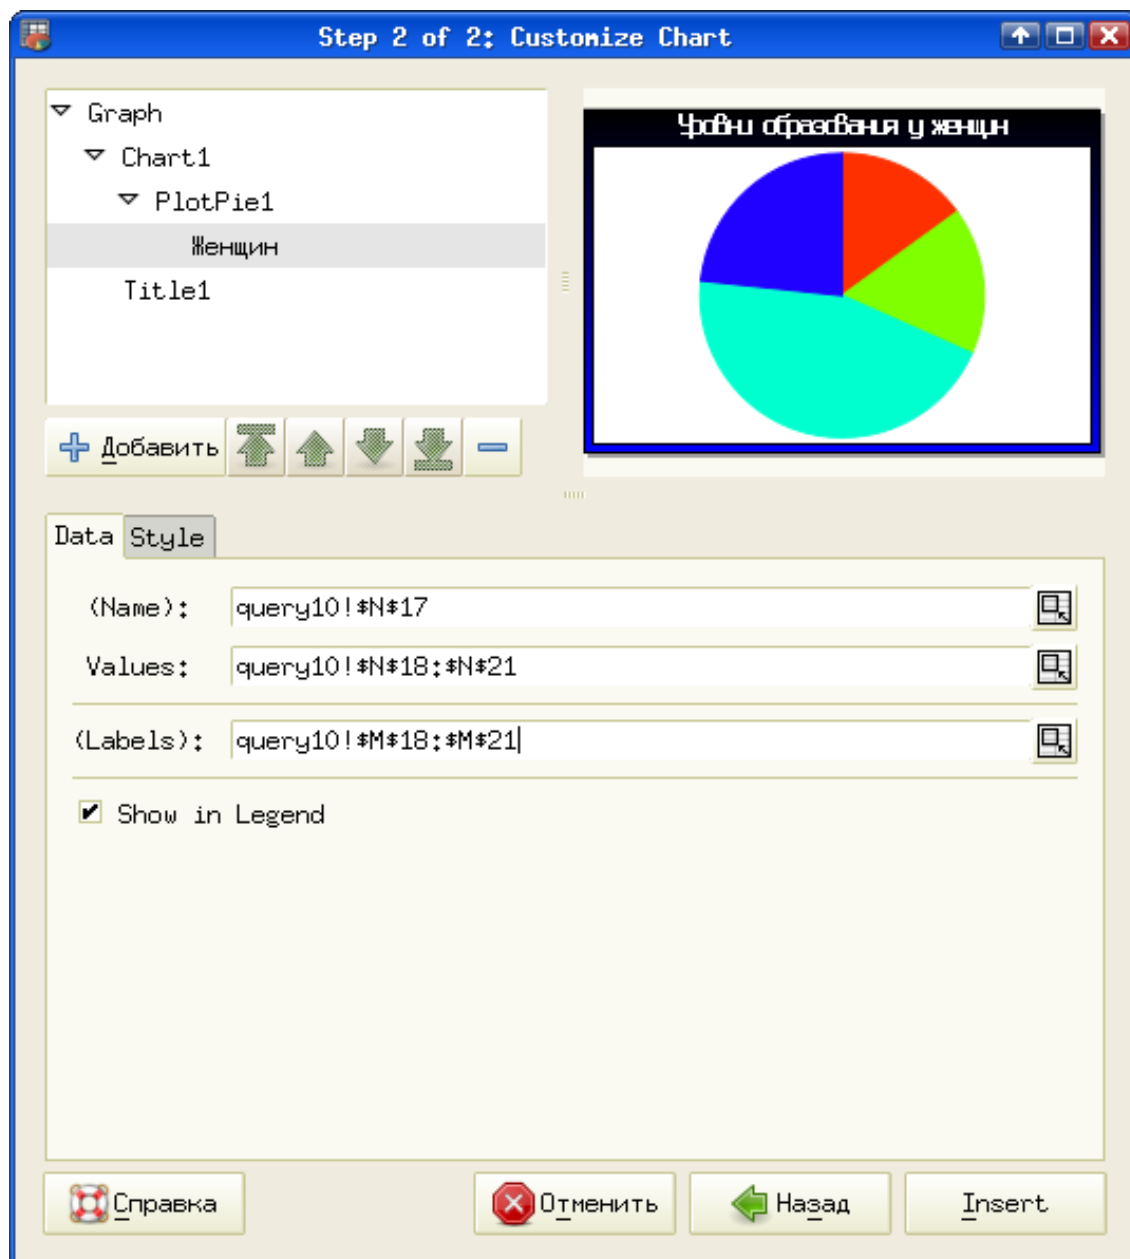 Step 2 of 2: Customize Chart
Graph
Chart1
PlotPie1
Женщин
Title1
Уровни образования у женщин
Добавить
Data Style
(Name): query10!$N$17
Values: query10!$N$18:$N$21
(Labels): query10!$M$18:$M$21
Show in Legend
Справка Отменить Назад Insert